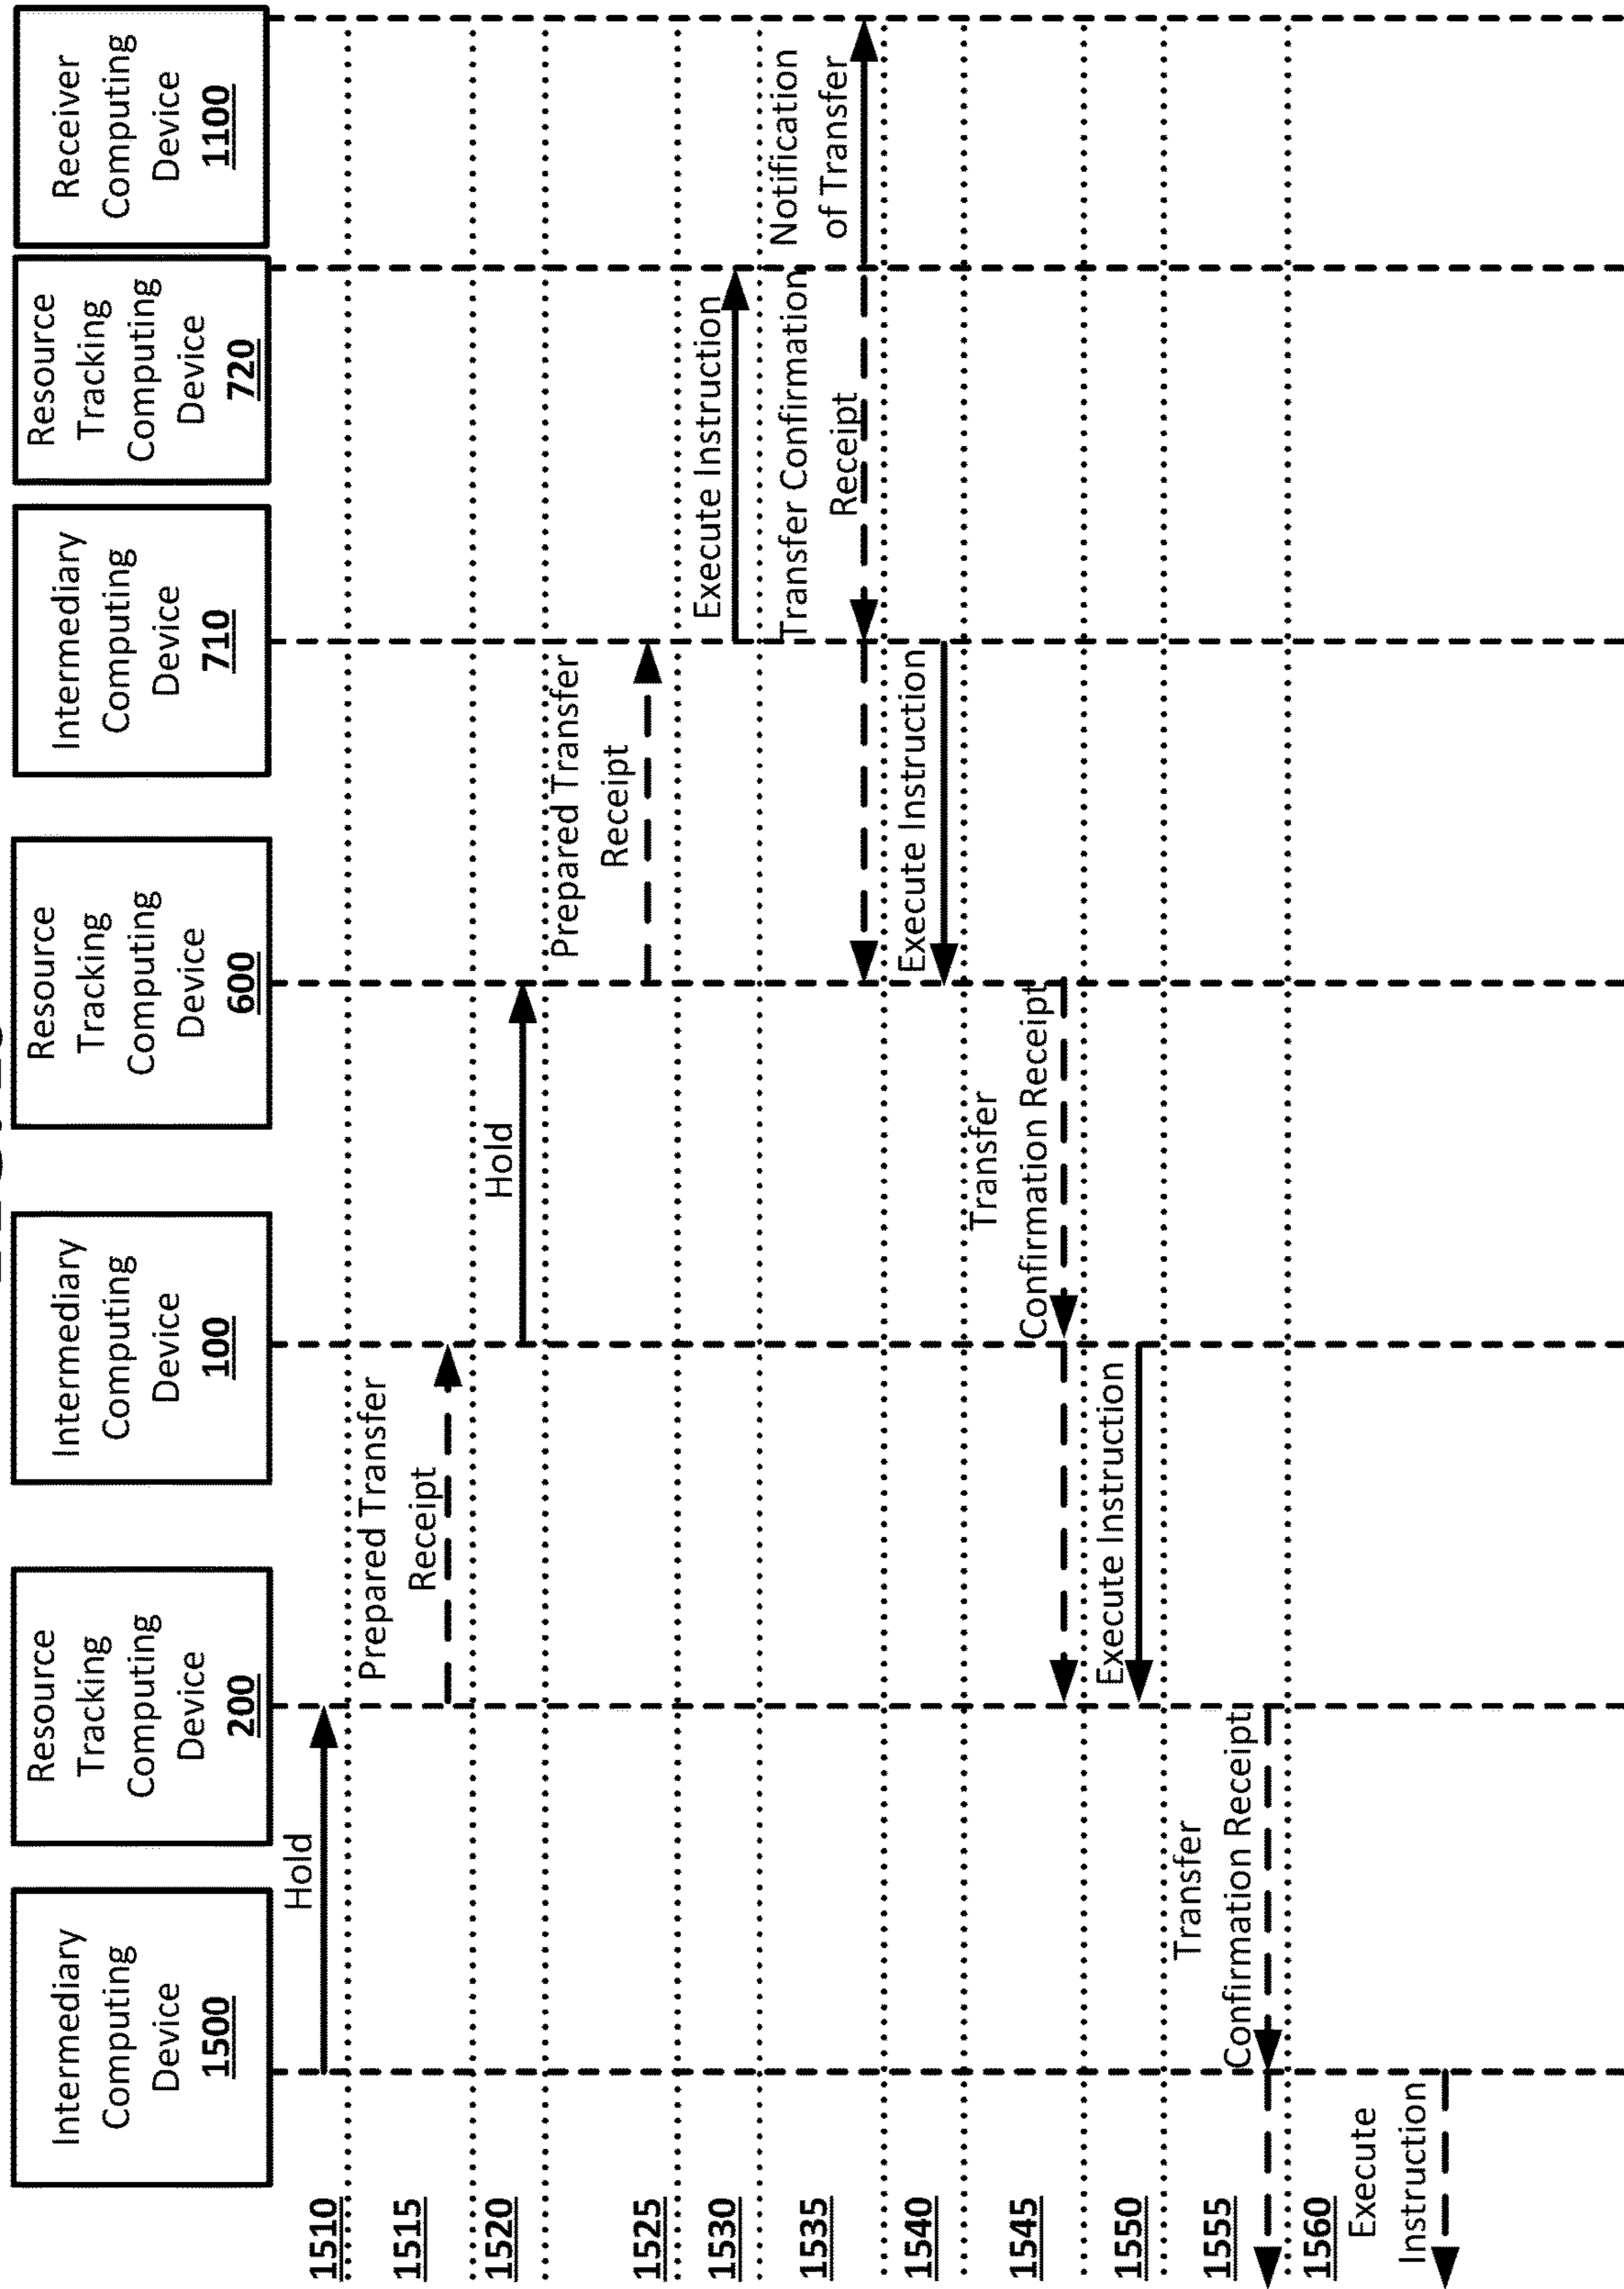 Intermediary
Computing
Device
1500
Resource
Tracking
Computing
Device
200
Intermediary
Computing
Device
100
Resource
Tracking
Computing
Device
600
Intermediary
Computing
Device
710
Resource
Tracking
Computing
Device
720
Receiver
Computing
Device
1100
1510
Hold
1515
Prepared Transfer
Receipt
1520
Hold
1525
Prepared Transfer
Receipt
1530
Execute Instruction
1535
Transfer Confirmation
Receipt
Notification
of Transfer
1540
Execute Instruction
1545
Transfer
Confirmation Receipt
1550
Execute Instruction
1555
Transfer
Confirmation Receipt
1560
Execute
Instruction